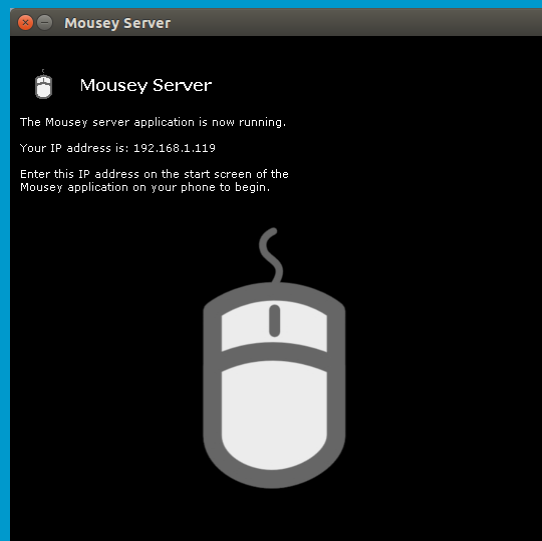 Mousey Server
Mousey Server
The Mousey server application is now running.
Your IP address is: 192.168.1.119
Enter this IP address on the start screen of the
Mousey application on your phone to begin.